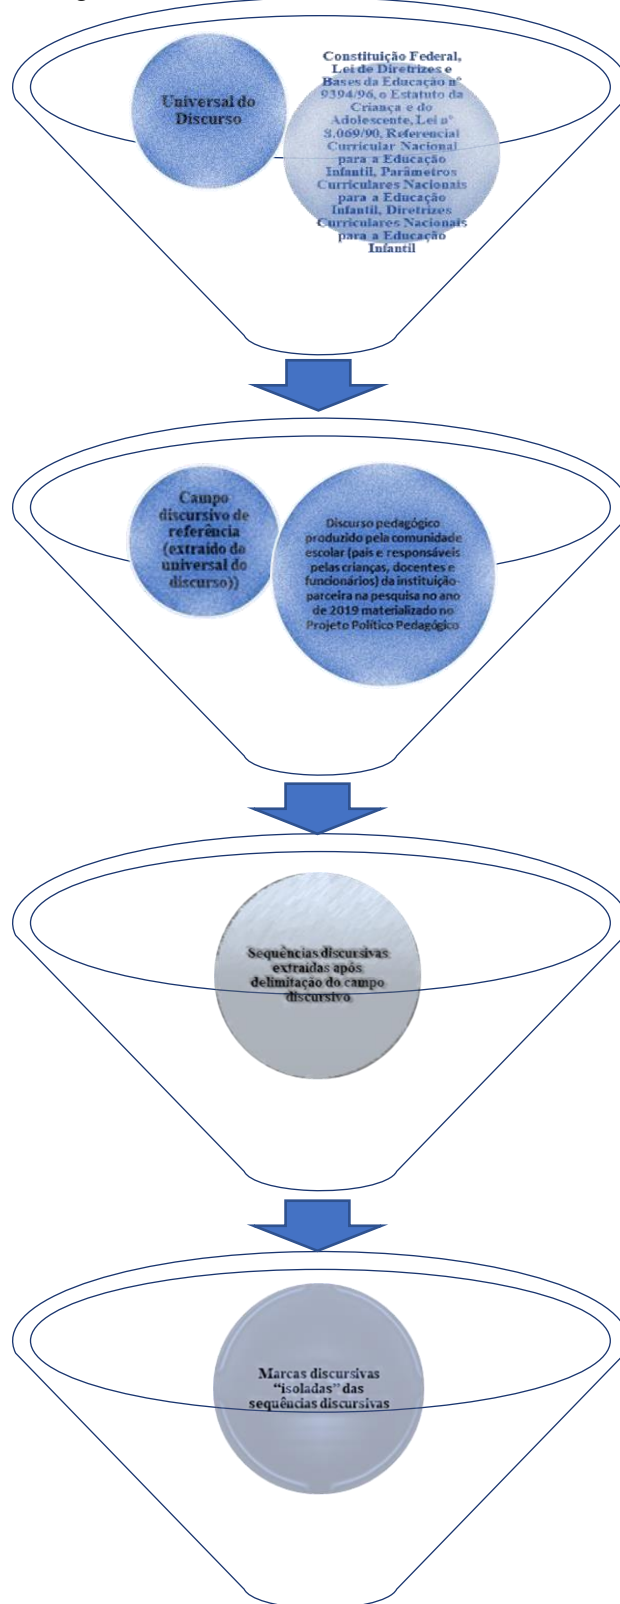 Universal do
Discurso
Constituição Federal,
Lei de Diretrizes e
Bases da Educação nº
9394/96, o Estatuto da
Criança e do
Adolescente, Lei nº
8.069/90, Referencial
Curricular Nacional
para a Educação
Infantil, Parâmetros
Curriculares Nacionais
para a Educação
Infantil, Diretrizes
Curriculares Nacionais
para a Educação
Infantil
Campo
discursivo de
referência
(extraído do
universal do
discurso))
Discurso pedagógico
produzido pela comunidade
escolar (pais e responsáveis
pelas crianças, docentes e
funcionários) da instituição
parceira na pesquisa no ano
de 2019 materializado no
Projeto Político Pedagógico
Sequências discursivas
extraídas após
delimitação do campo
discursivo
Marcas discursivas
“isoladas” das
sequências discursivas